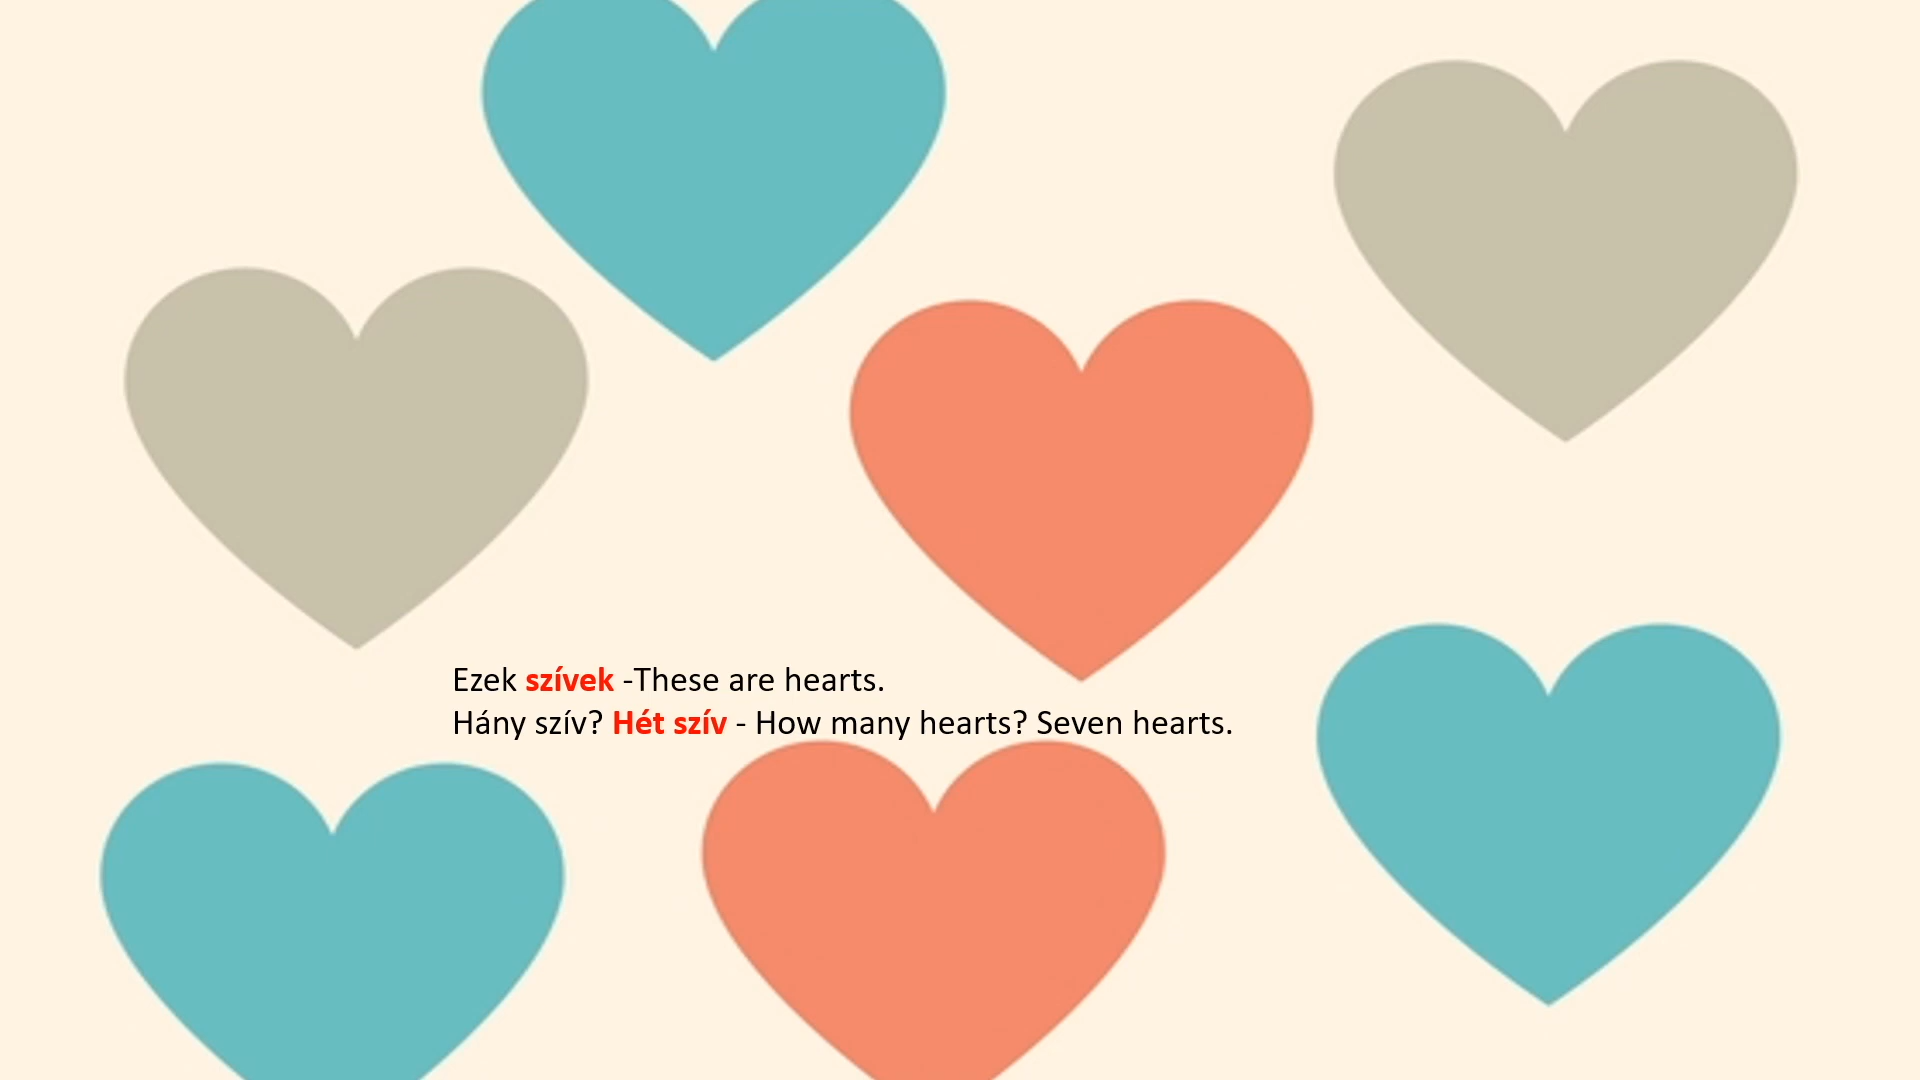 Ezek szívek -These are hearts.
Hány szív? Hét szív - How many hearts? Seven hearts.